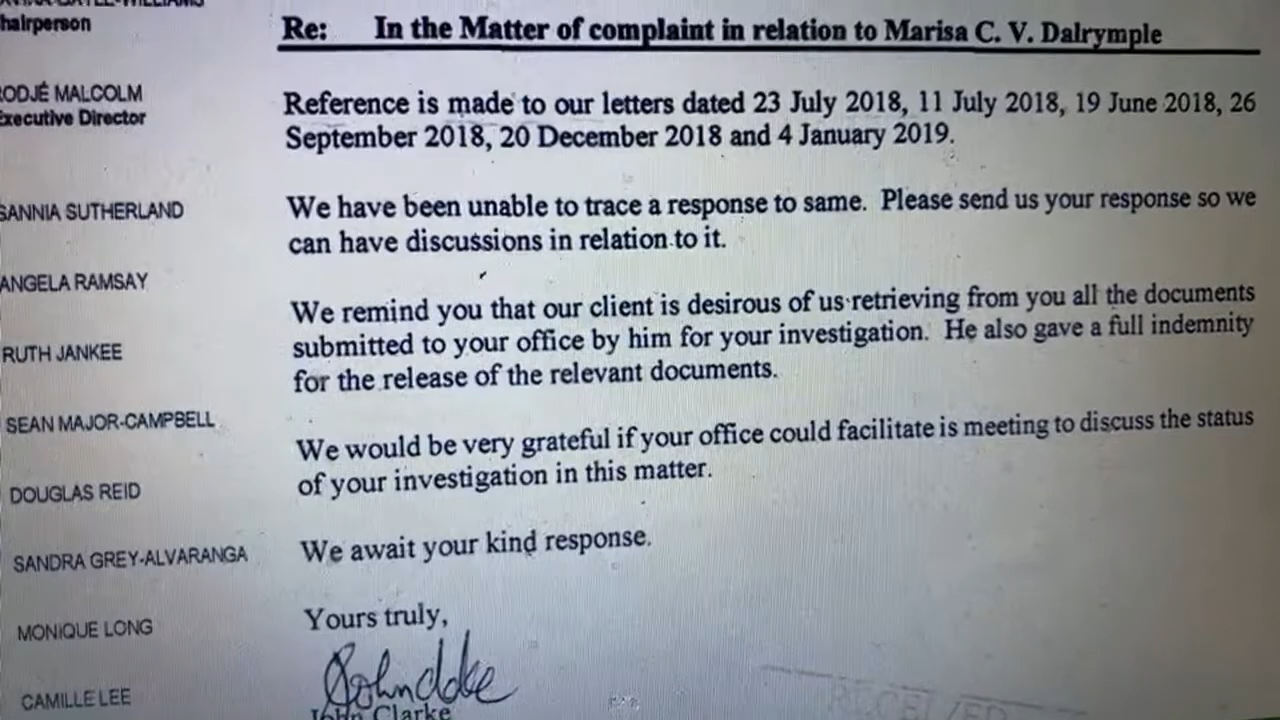 hairperson
Re: In the Matter of complaint in relation to Marisa C. V. Dalrymple
ODJÉ MALCOLM
Executive Director
Reference is made to our letters dated 23 July 2018, 11 July 2018, 19 June 2018, 26
September 2018, 20 December 2018 and 4 January 2019.
SANNIA SUTHERLAND
We have been unable to trace a response to same. Please send us your response so we
can have discussions in relation to it.
ANGELA RAMSAY
We remind you that our client is desirous of us retrieving from you all the documents
submitted to your office by him for your investigation. He also gave a full indemnity
for the release of the relevant documents.
RUTH JANKEE
SEAN MAJOR-CAMPBELL
We would be very grateful if your office could facilitate is meeting to discuss the status
of your investigation in this matter.
DOUGLAS REID
SANDRA GREY-ALVARANGA
We await your kind response.
MONIQUE LONG
Yours truly,
CAMILLE LEE
John Clarke
RECEIVED